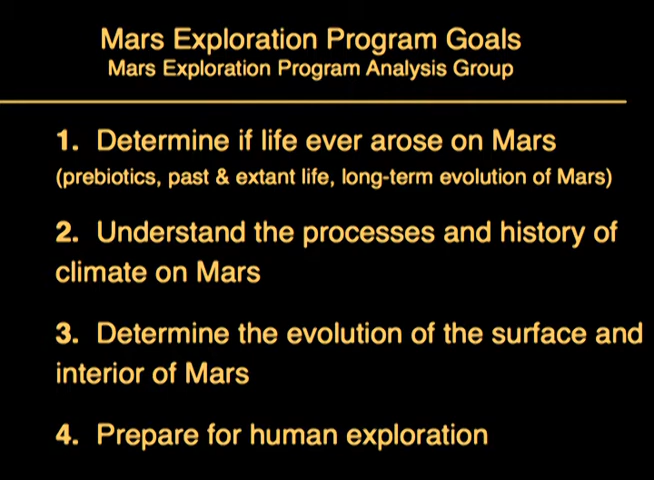 Mars Exploration Program Goals
Mars Exploration Program Analysis Group
1. Determine if life ever arose on Mars
(prebiotics, past & extant life, long-term evolution of Mars)
2. Understand the processes and history of
climate on Mars
3. Determine the evolution of the surface and
interior of Mars
4. Prepare for human exploration